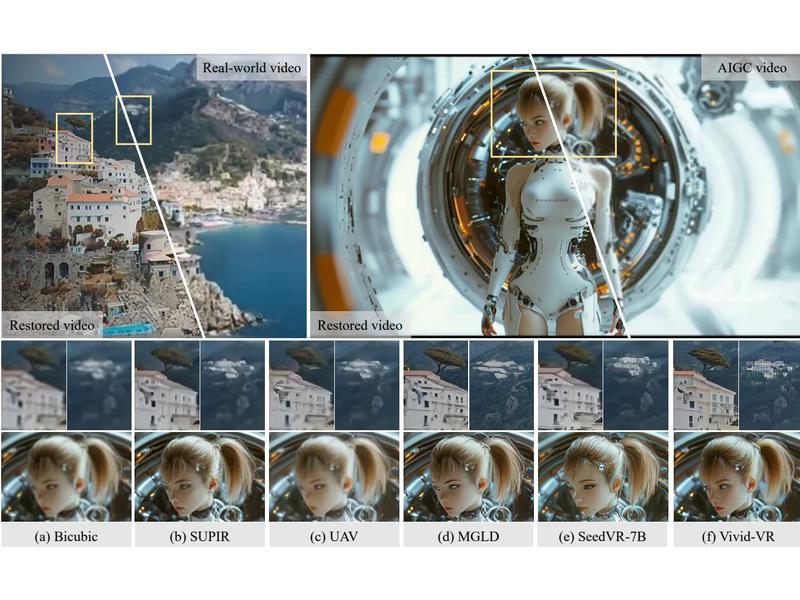 Real-world video
AIGC video
Restored video
Restored video
(a) Bicubic
(b) SUPIR
(c) UAV
(d) MGLD
(e) SeedVR-7B
(f) Vivid-VR